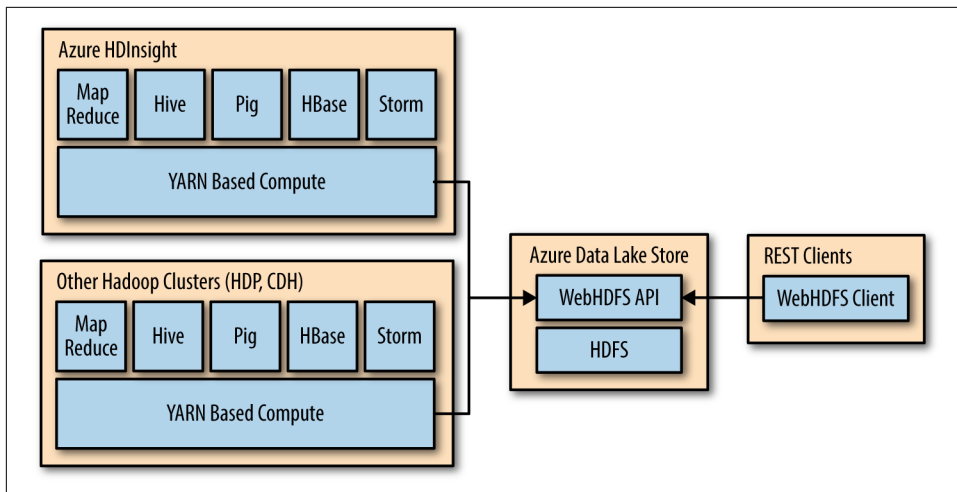 Azure HDInsight
Map
Reduce
Hive
Pig
HBase
Storm
YARN Based Compute
Other Hadoop Clusters (HDP, CDH)
Map
Reduce
Hive
Pig
HBase
Storm
YARN Based Compute
Azure Data Lake Store
WebHDFS API
HDFS
REST Clients
WebHDFS Client